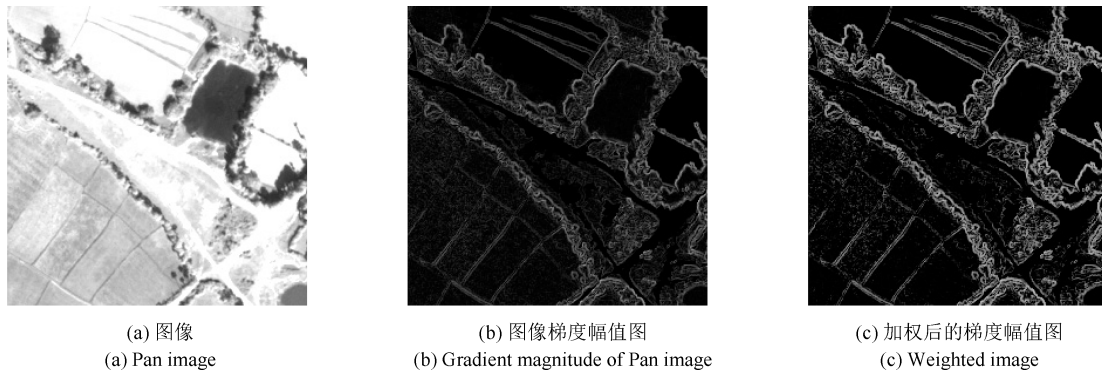 (a) 图像
(b) 图像梯度幅值图
(c) 加权后的梯度幅值图
(a) Pan image
(b) Gradient magnitude of Pan image
(c) Weighted image